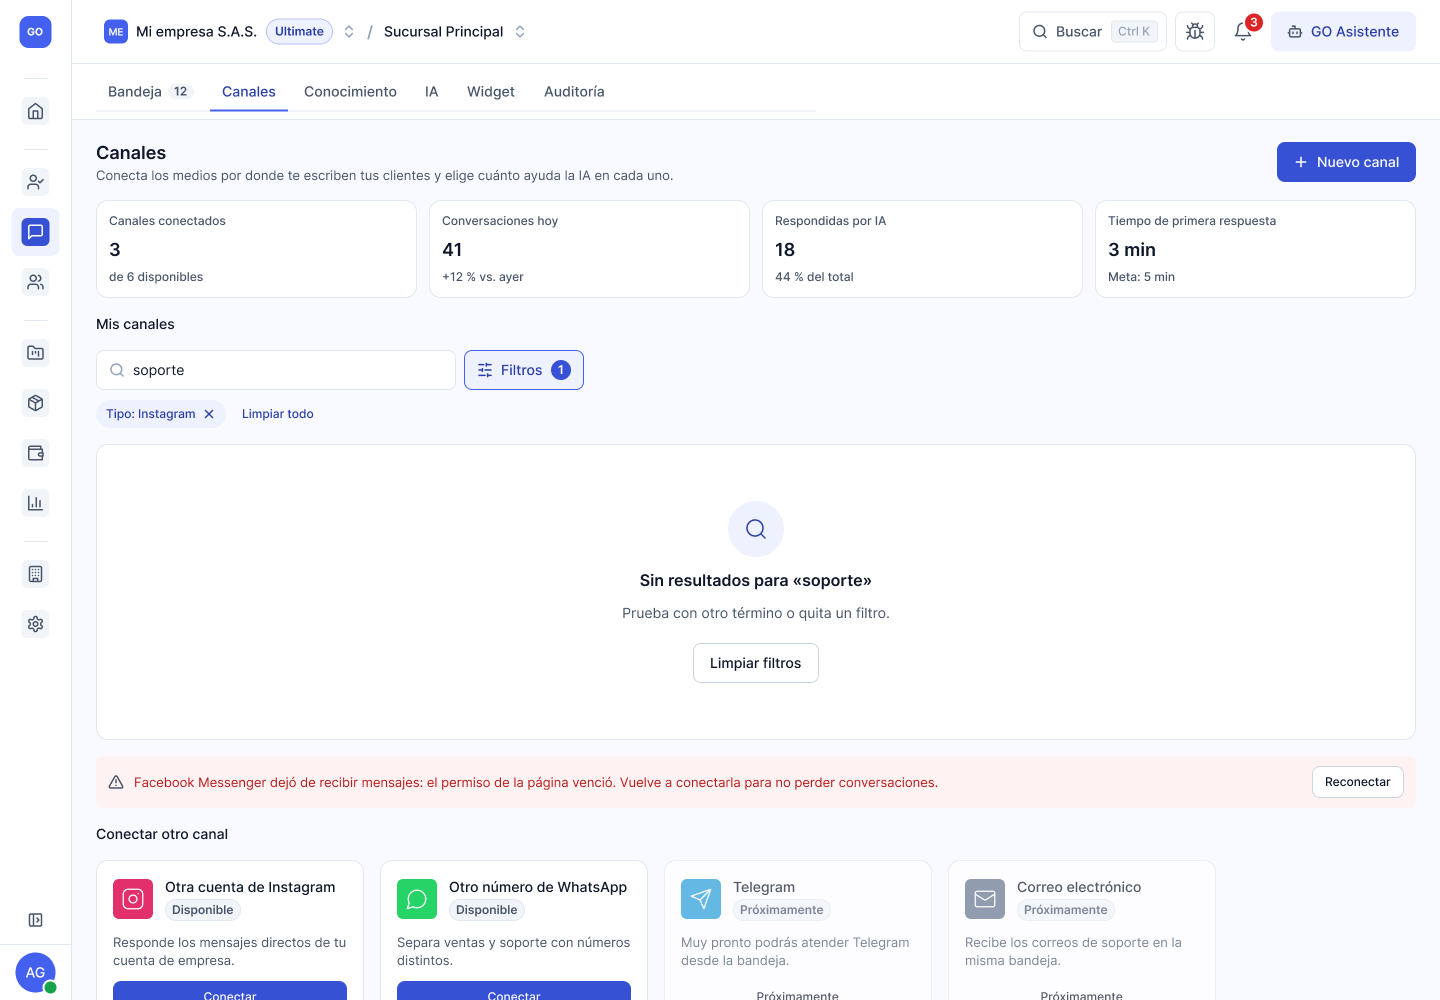 GO
ME Mi empresa S.A.S. Ultimate / Sucursal Principal
Buscar Ctrl K
3
GO Asistente
Bandeja 12 Canales Conocimiento IA Widget Auditoría
Canales
Conecta los medios por donde te escriben tus clientes y elige cuánto ayuda la IA en cada uno.
+ Nuevo canal
Canales conectados
3
de 6 disponibles
Conversaciones hoy
41
+12 % vs. ayer
Respondidas por IA
18
44 % del total
Tiempo de primera respuesta
3 min
Meta: 5 min
Mis canales
soporte
Filtros 1
Tipo: Instagram
Limpiar todo
Sin resultados para «soporte»
Prueba con otro término o quita un filtro.
Limpiar filtros
Facebook Messenger dejó de recibir mensajes: el permiso de la página venció. Vuelve a conectarla para no perder conversaciones.
Reconectar
Conectar otro canal
Otra cuenta de Instagram
Disponible
Responde los mensajes directos de tu
cuenta de empresa.
Conectar
Otro número de WhatsApp
Disponible
Separa ventas y soporte con números
distintos.
Conectar
Telegram
Próximamente
Muy pronto podrás atender Telegram
desde la bandeja.
Próximamente
Correo electrónico
Próximamente
Recibe los correos de soporte en la
misma bandeja.
Próximamente
AG